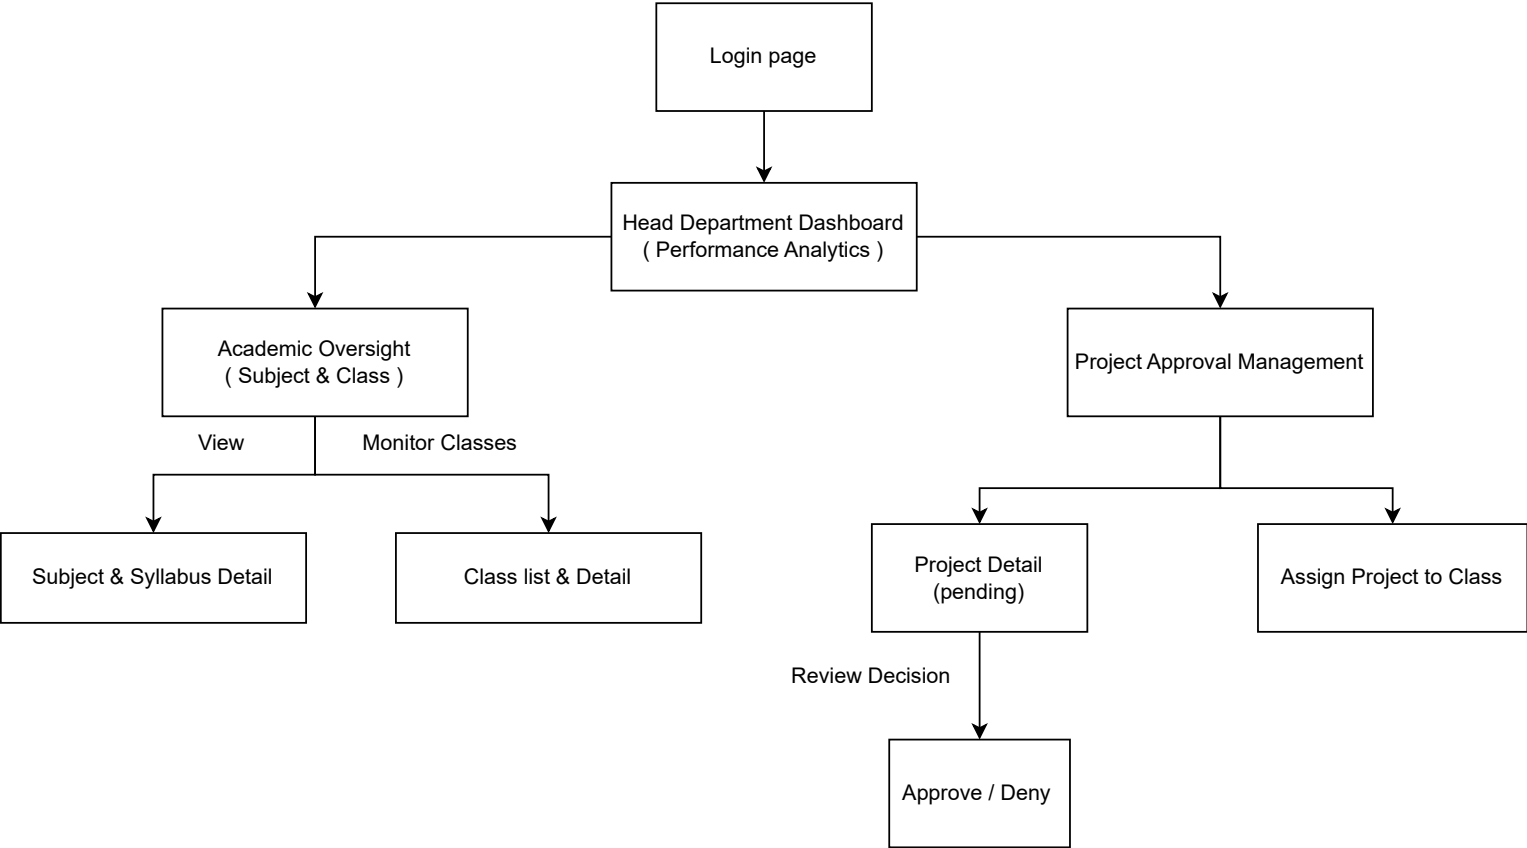 Login page
Head Department Dashboard
( Performance Analytics )
Academic Oversight
( Subject & Class )
Project Approval Management
View
Monitor Classes
Subject & Syllabus Detail
Class list & Detail
Project Detail
(pending)
Assign Project to Class
Review Decision
Approve / Deny